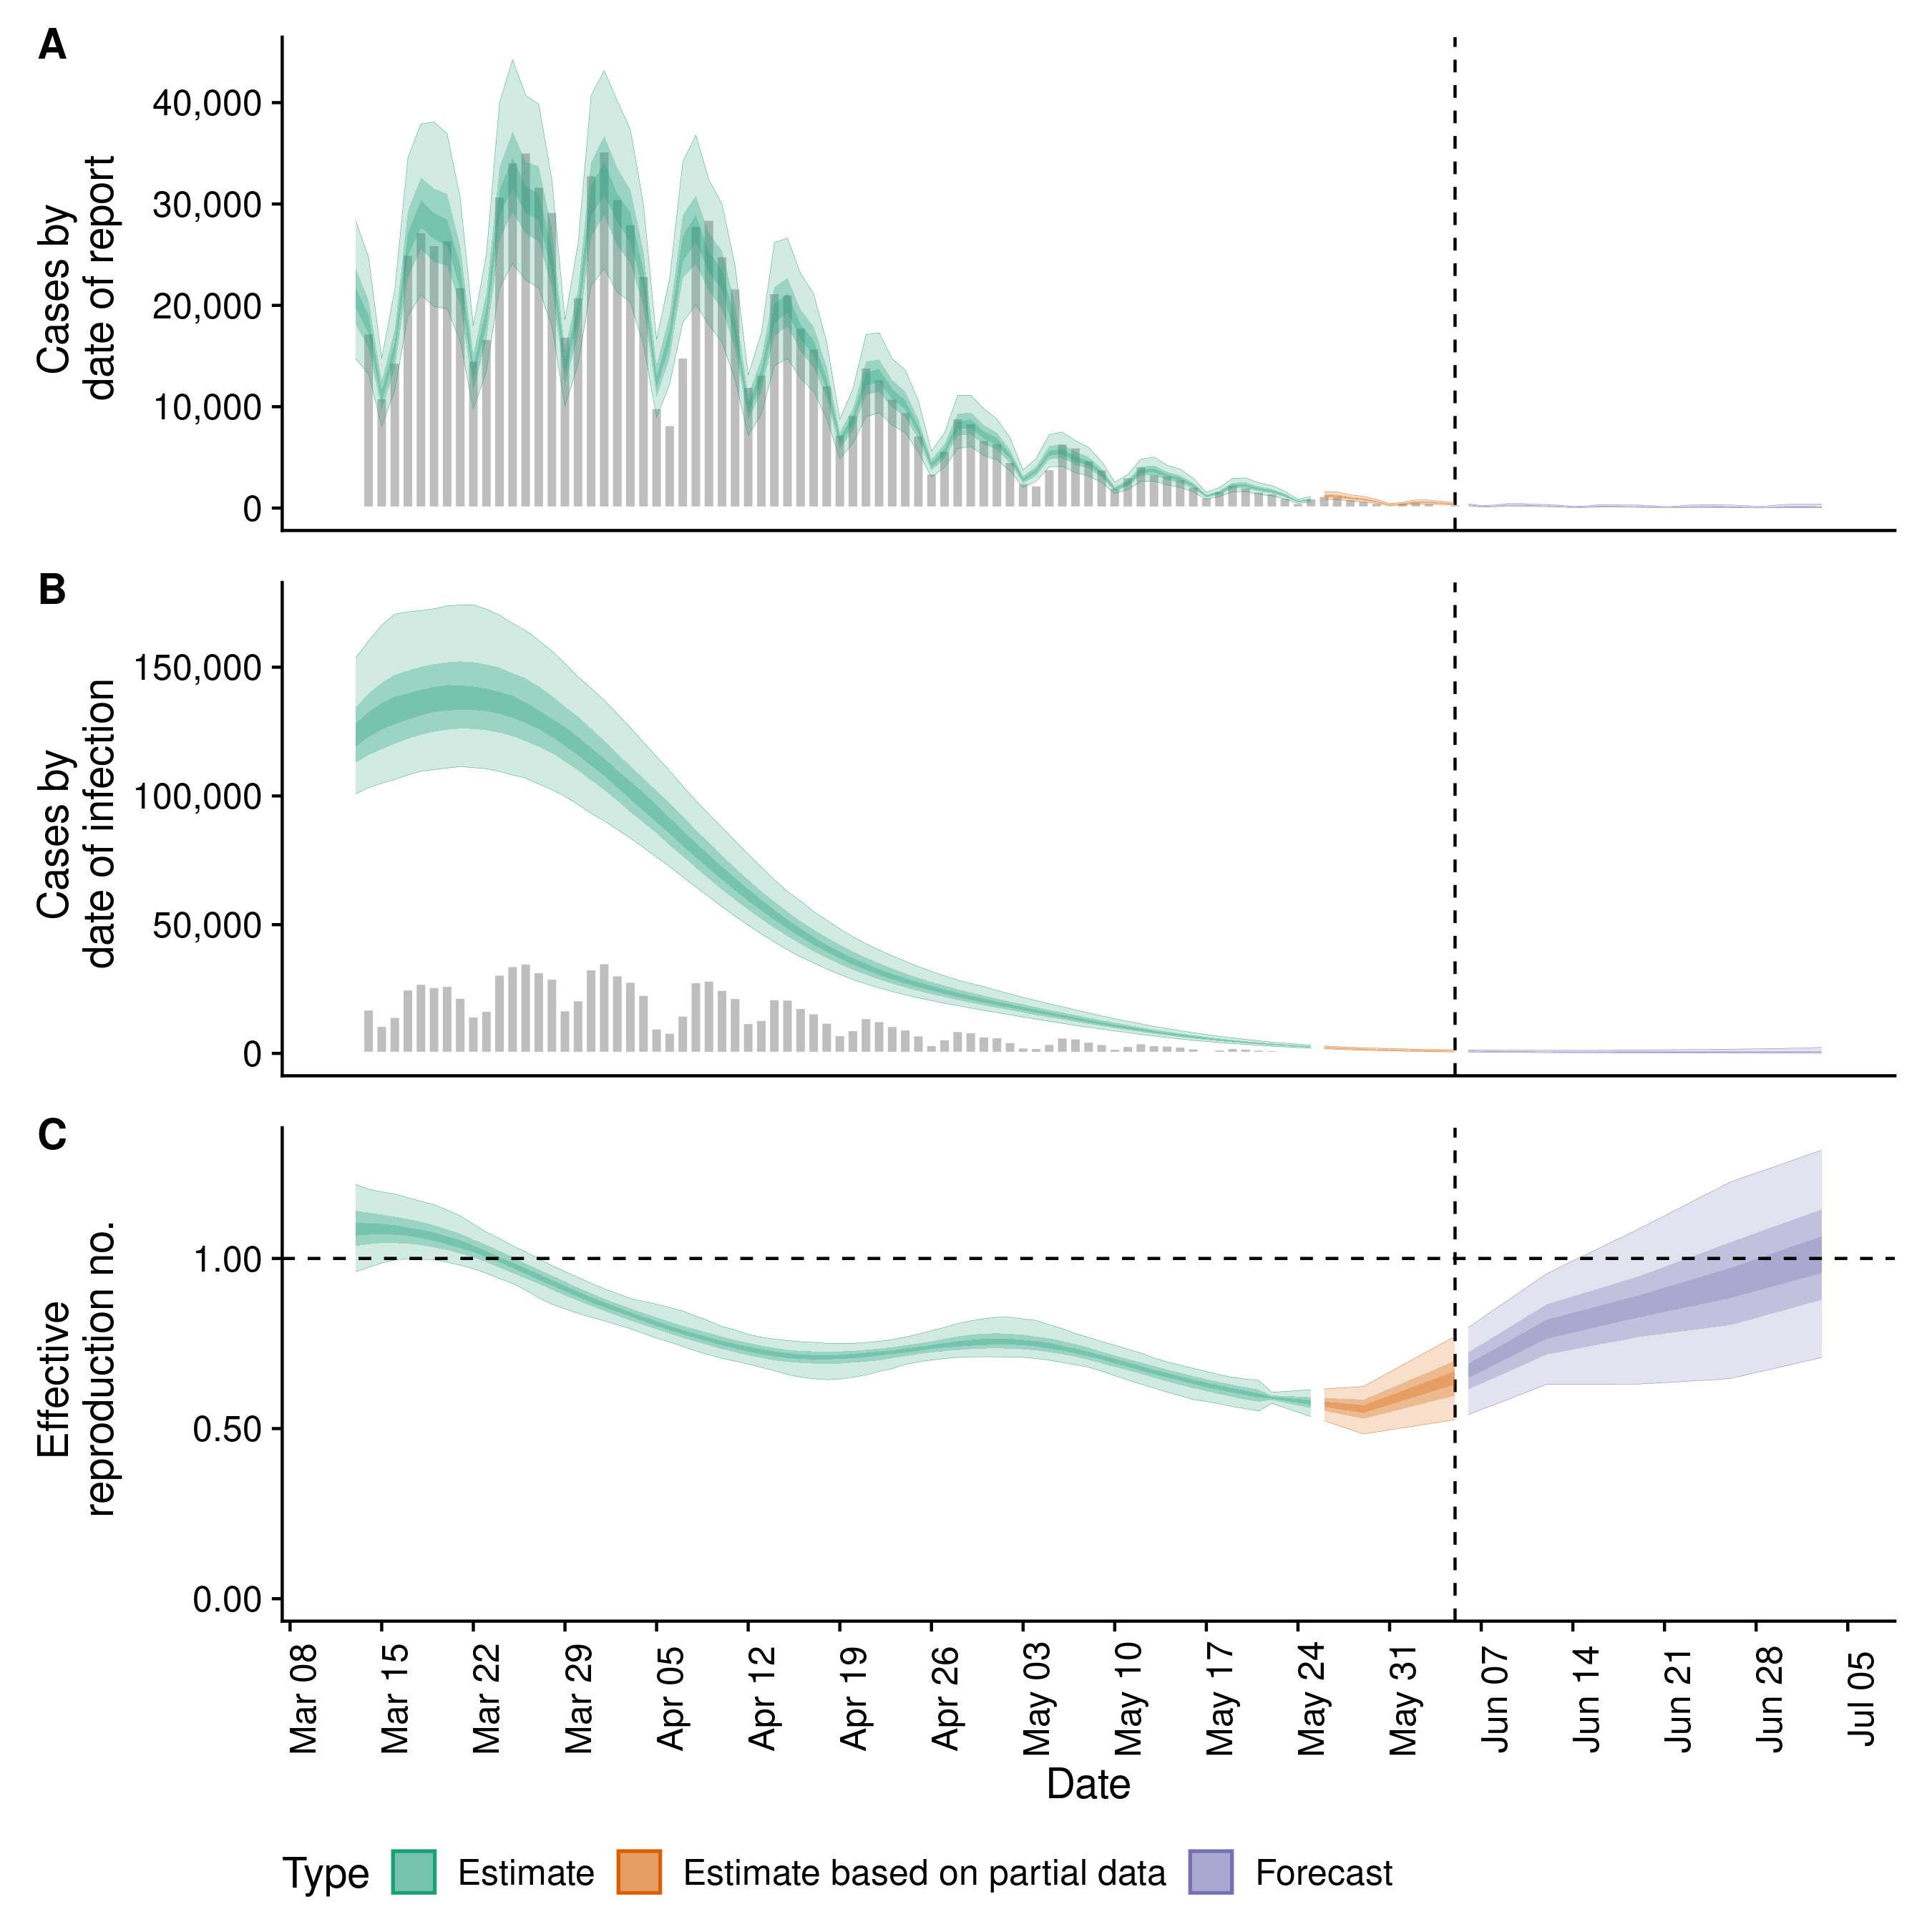 A
40,000
30,000
20,000
10,000
0
Cases by
date of report
B
150,000
100,000
50,000
0
Cases by
date of infection
C
1.00
0.50
0.00
Effective
reproduction no.
Mar 08
Mar 15
Mar 22
Mar 29
Apr 05
Apr 12
Apr 19
Apr 26
May 03
May 10
May 17
May 24
May 31
Jun 07
Jun 14
Jun 21
Jun 28
Jul 05
Date
Type Estimate Estimate based on partial data Forecast